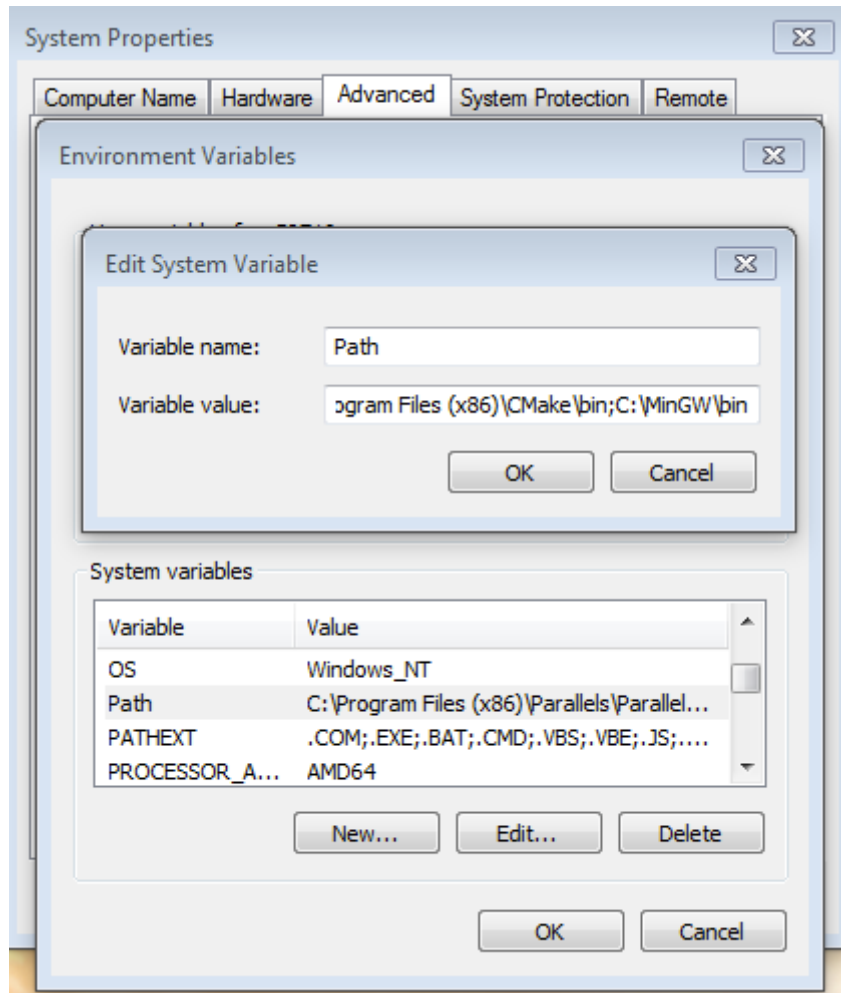 System Properties
Computer Name Hardware Advanced System Protection Remote
Environment Variables
Edit System Variable
Variable name: Path
Variable value: ogram Files (x86)\CMake\bin;C:\MinGW\bin
OK Cancel
System variables
Variable Value
OS Windows_NT
Path C:\Program Files (x86)\Parallels\Parallel...
PATHEXT .COM;.EXE;.BAT;.CMD;.VBS;.VBE;.JS;....
PROCESSOR_A... AMD64
New... Edit... Delete
OK Cancel